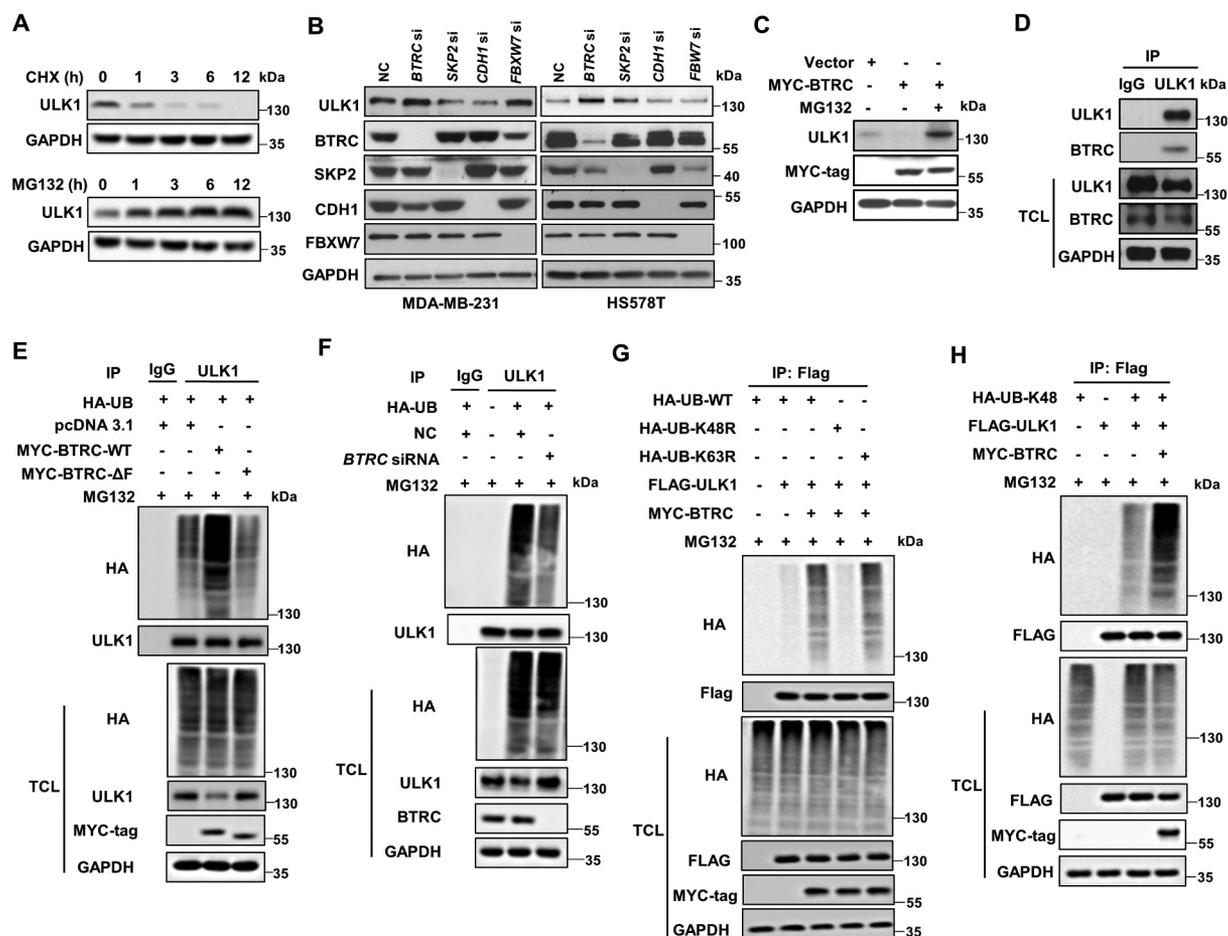 A
CHX (h) 0 1 3 6 12 kDa
ULK1 130
GAPDH 35
MG132 (h) 0 1 3 6 12
ULK1 130
GAPDH 35
B
NC BTRC si SKP2 si CDH1 si FBXW7 si NC BTRC si SKP2 si CDH1 si FBW7 si kDa
ULK1 130
BTRC 55
SKP2 40
CDH1 55
FBXW7 100
GAPDH 35
MDA-MB-231 HS578T
C
Vector + - -
MYC-BTRC - + +
MG132 - - + kDa
ULK1 130
MYC-tag 55
GAPDH 35
D
IP
IgG ULK1 kDa
ULK1 130
BTRC 55
TCL
ULK1 130
BTRC 55
GAPDH 35
E
IP IgG ULK1
HA-UB + + + +
pcDNA 3.1 + + - -
MYC-BTRC-WT - - + -
MYC-BTRC-ΔF - - - +
MG132 + + + + kDa
HA 130
ULK1 130
TCL
HA 130
ULK1 130
MYC-tag 55
GAPDH 35
F
IP IgG ULK1
HA-UB + - + +
NC + - + -
BTRC siRNA - - - +
MG132 + + + + kDa
HA 130
ULK1 130
TCL
HA 130
ULK1 130
BTRC 55
GAPDH 35
G
IP: Flag
HA-UB-WT + + + - -
HA-UB-K48R - - - + -
HA-UB-K63R - - - - +
FLAG-ULK1 - + + + +
MYC-BTRC - - + + +
MG132 + + + + + kDa
HA 130
Flag 130
TCL
HA 130
FLAG 130
MYC-tag 55
GAPDH 35
H
IP: Flag
HA-UB-K48 + - + +
FLAG-ULK1 - + + +
MYC-BTRC - - - +
MG132 + + + + kDa
HA 130
FLAG 130
TCL
HA
FLAG 130
MYC-tag 55
GAPDH 35